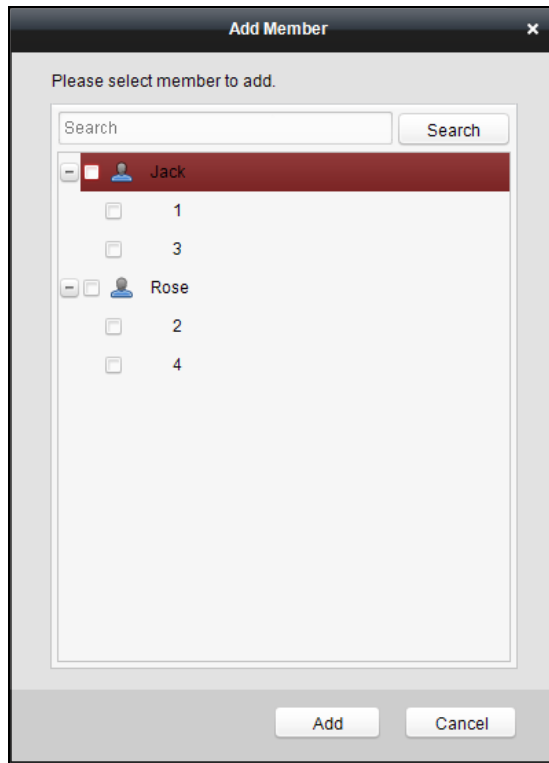 Add Member
Please select member to add.
Search Search
Jack
1
3
Rose
2
4
Add Cancel